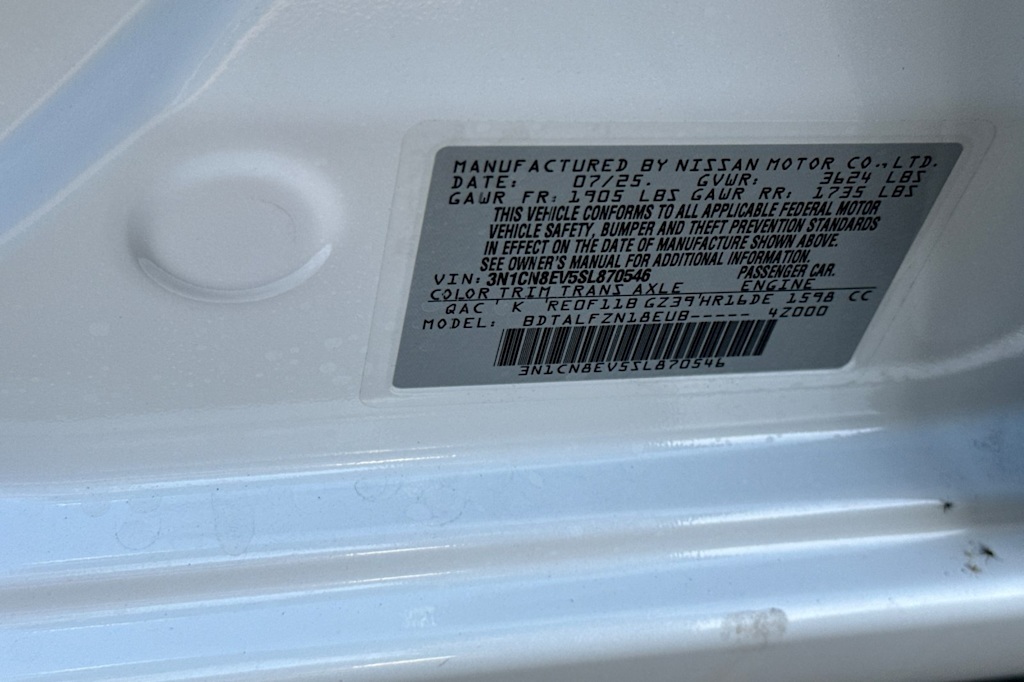 MANUFACTURED BY NISSAN MOTOR CO.,LTD.
DATE: 07/25. GVWR: 3624 LBS
GAWR FR: 1905 LBS GAWR RR: 1735 LBS
THIS VEHICLE CONFORMS TO ALL APPLICABLE FEDERAL MOTOR
VEHICLE SAFETY, BUMPER AND THEFT PREVENTION STANDARDS
IN EFFECT ON THE DATE OF MANUFACTURE SHOWN ABOVE.
SEE OWNER'S MANUAL FOR ADDITIONAL INFORMATION.
VIN: 3N1CN8EV5SL870546 PASSENGER CAR.
COLOR TRIM TRANS AXLE ENGINE
QAC ' K RE0F11B GZ39'HR16DE 1598 CC
MODEL: BDTALFZN18EUB----- 4Z000
3N1CN8EV5SL870546